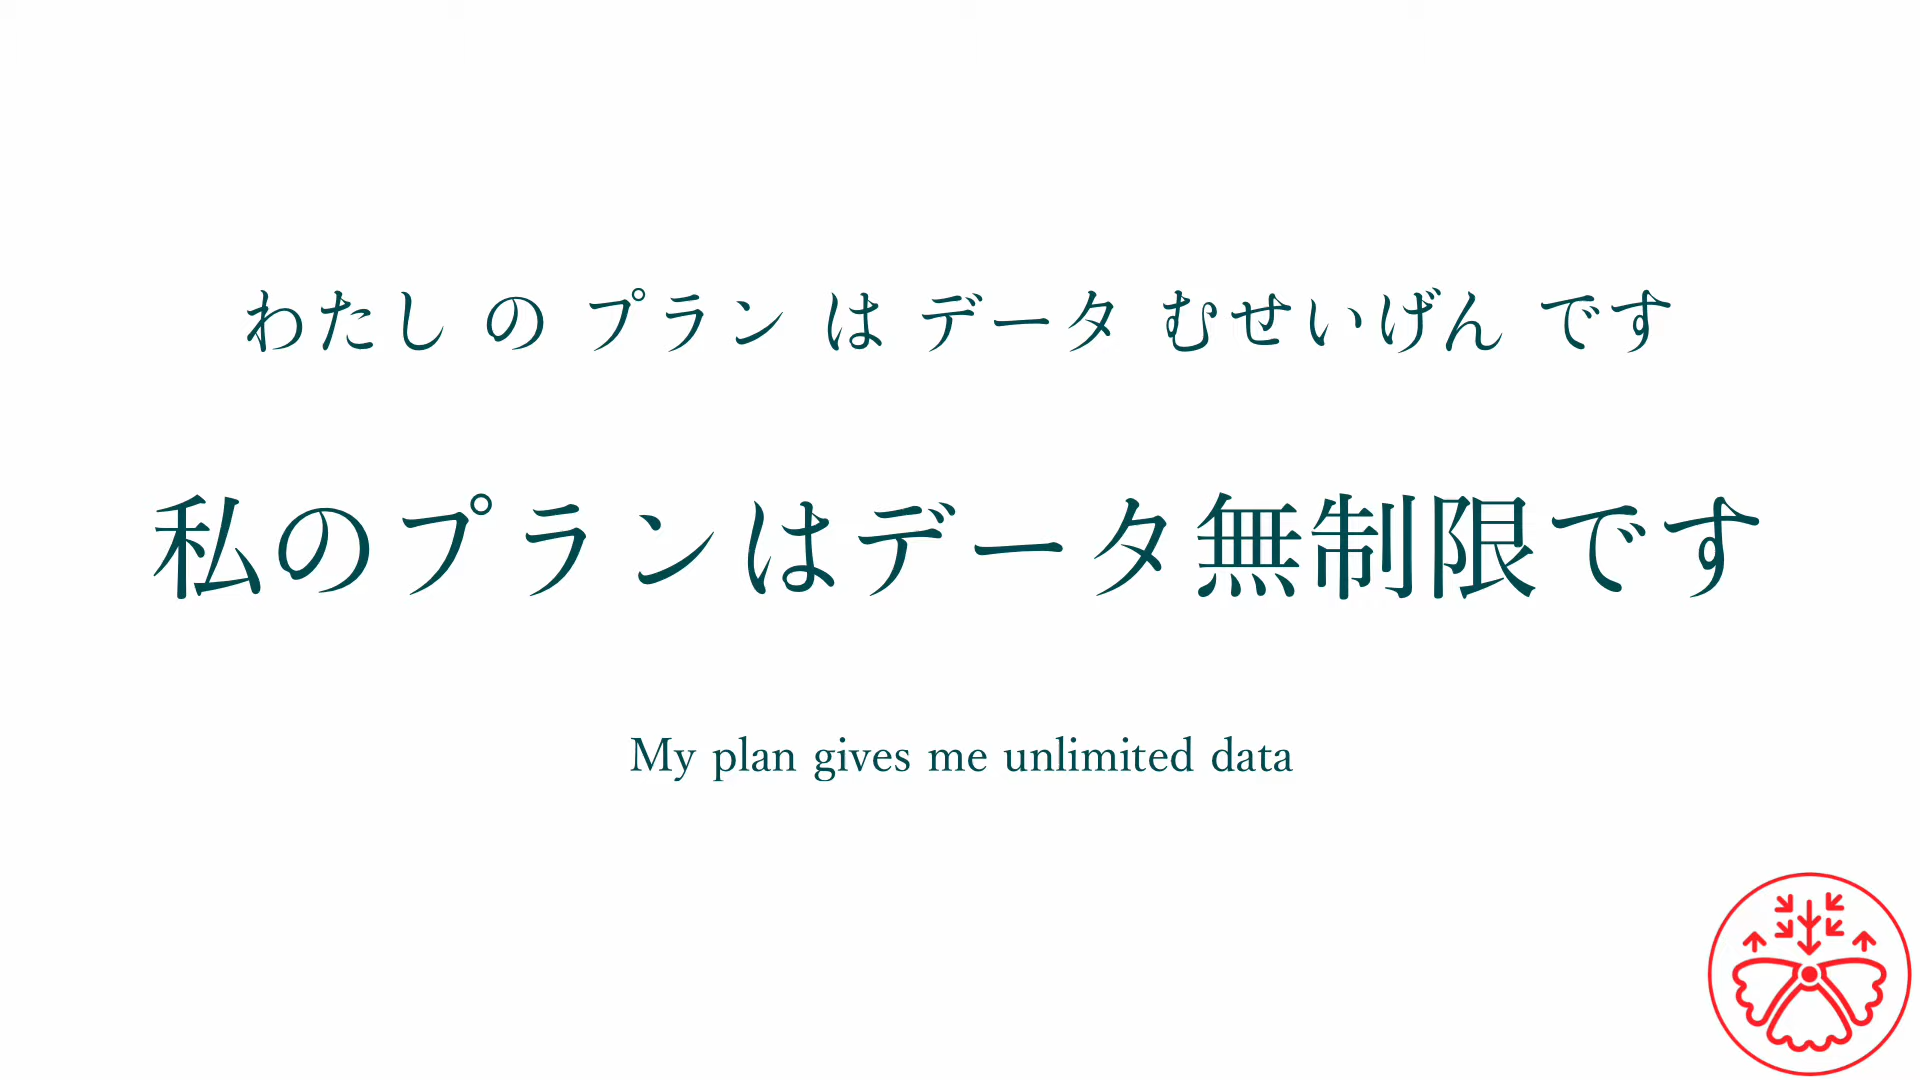 わたし の プラン は データ むせいげん です
私のプランはデータ無制限です
My plan gives me unlimited data